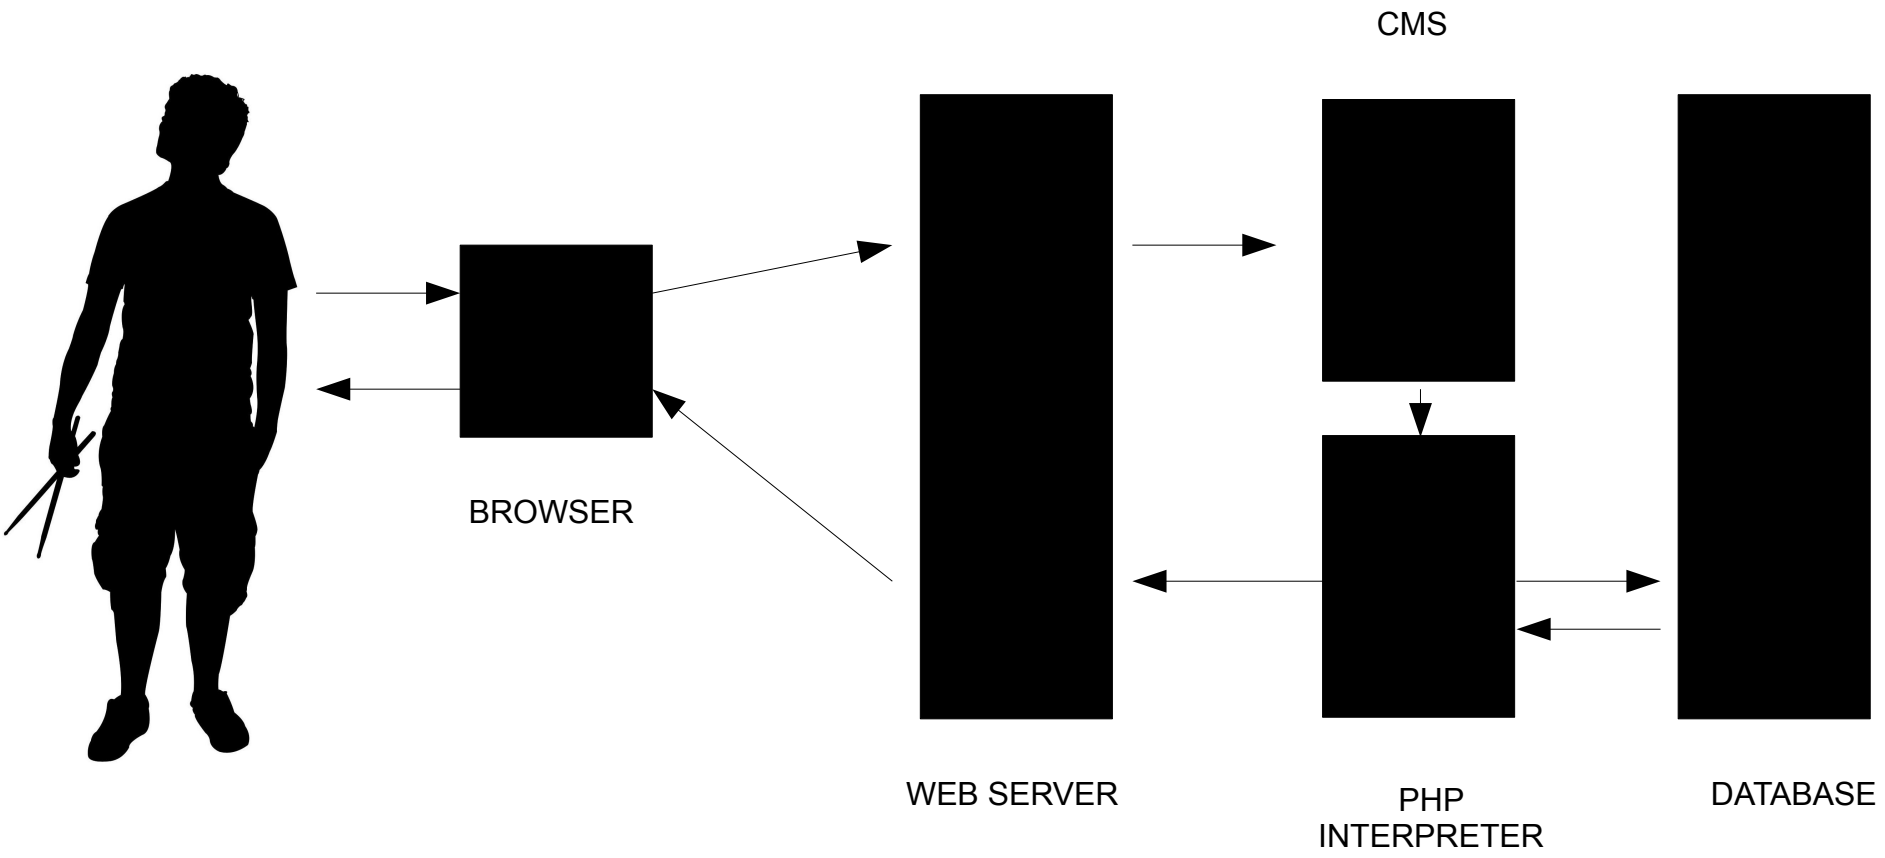 CMS
BROWSER
WEB SERVER
PHP
INTERPRETER
DATABASE